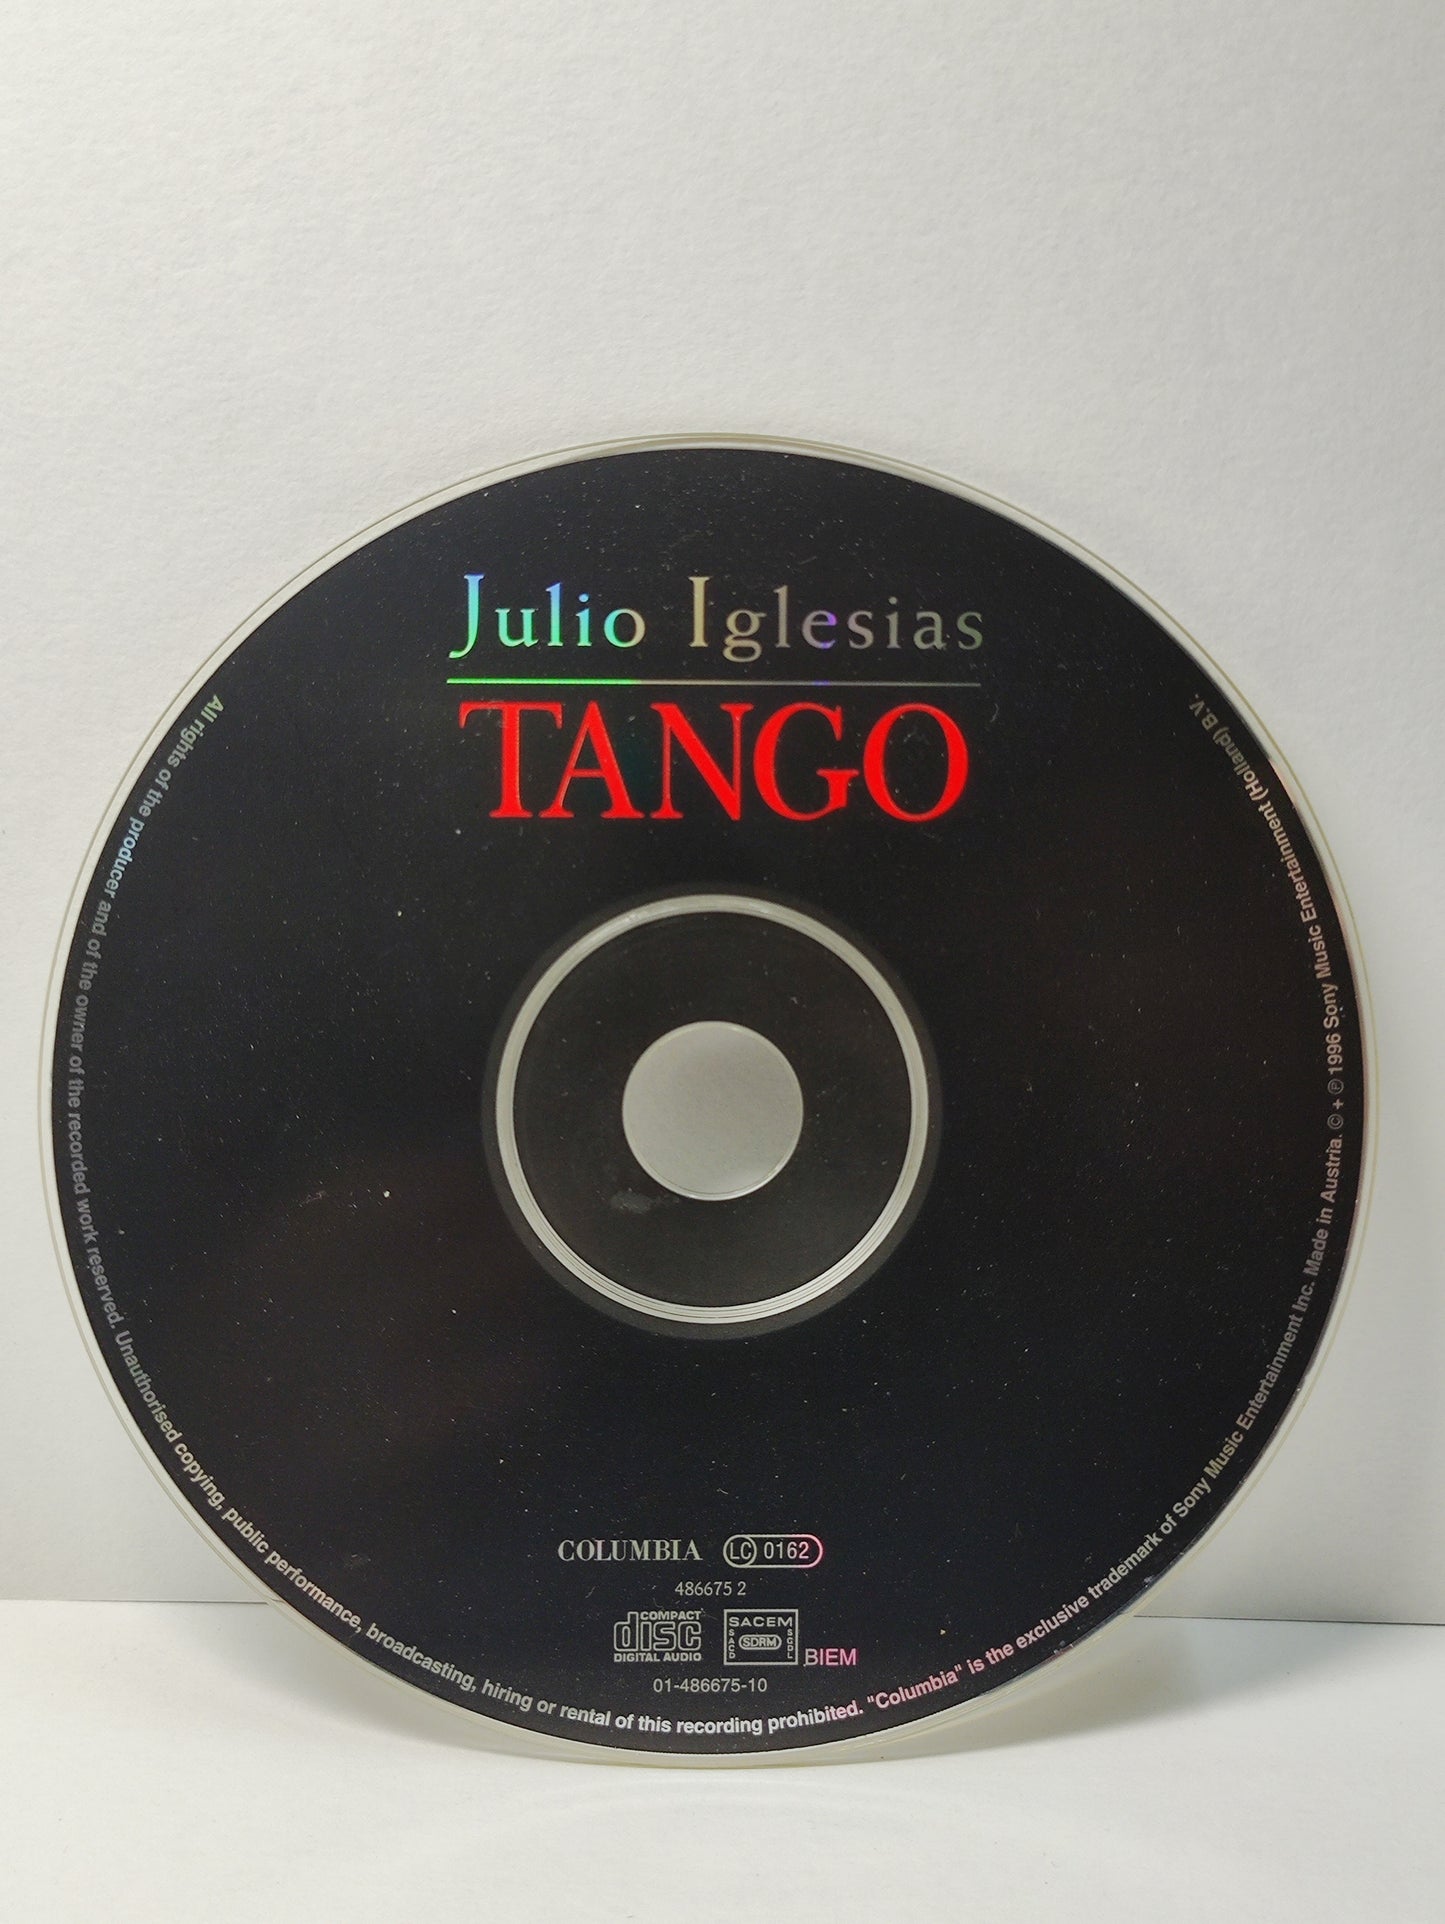 Julio Iglesias
TANGO
COLUMBIA LC 0162
486675 2
COMPACT
disc
DIGITAL AUDIO
SACEM
SACD
SDRM
SGDL
BIEM
01-486675-10
All rights of the producer and of the owner of the recorded work reserved. Unauthorised copying, public performance, broadcasting, hiring or rental of this recording prohibited. "Columbia" is the exclusive trademark of Sony Music Entertainment Inc. Made in Austria. © + ℗ 1996 Sony Music Entertainment (Holland) B.V.